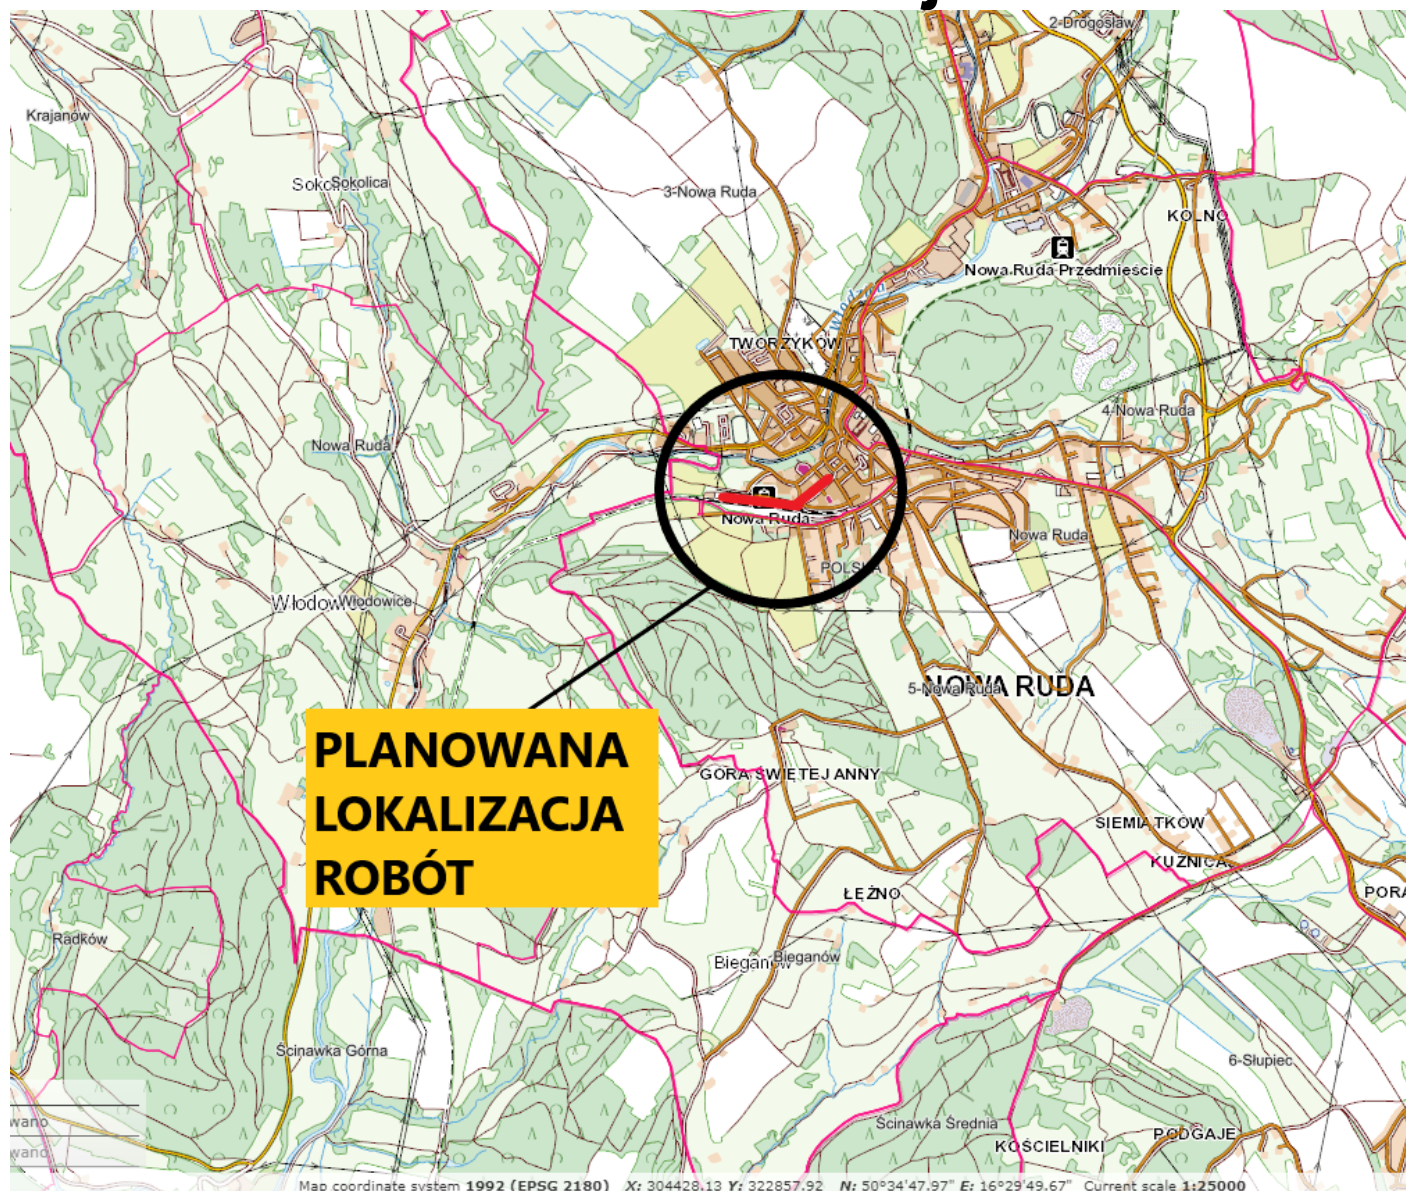 2-Drogosław
Krajanów
Sokolica
3-Nowa Ruda
KOLNO
Nowa Ruda Przedmieście
TWORZYKÓW
4-Nowa Ruda
Nowa Ruda
Nowa Ruda
Nowa Ruda
POLSKA
Włodowice
5-Nowa Ruda
NOWA RUDA
PLANOWANA
LOKALIZACJA
ROBÓT
GÓRA ŚWIĘTEJ ANNY
SIEMIATKÓW
KUŹNICA
ŁĘŻNO
PORA
Radków
Bieganów
Bieganów
Ścinawka Górna
6-Słupiec
wano
wano
Ścinawka Średnia
KOŚCIELNIKI
PODGAJE
Map coordinate system 1992 (EPSG 2180) X: 304428.13 Y: 322857.92 N: 50°34'47.97" E: 16°29'49.67" Current scale 1:25000